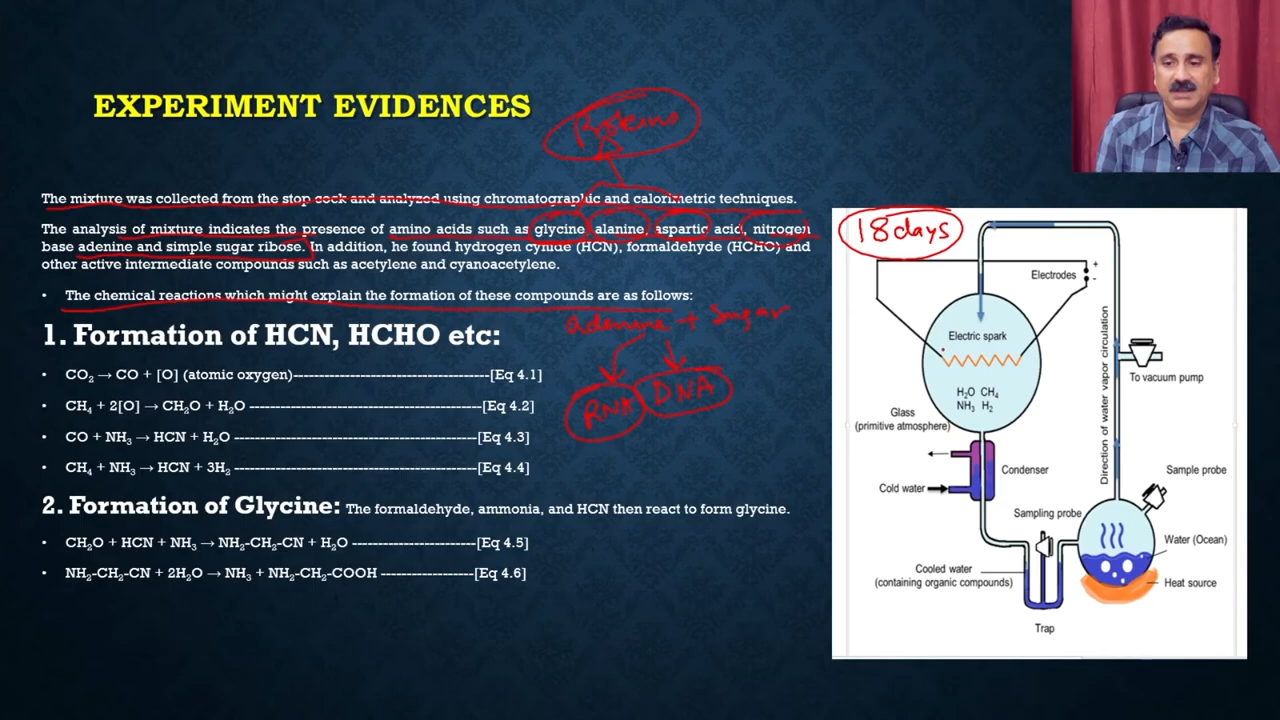 EXPERIMENT EVIDENCES
Proteins
The mixture was collected from the stop cock and analyzed using chromatographic and calorimetric techniques.
The analysis of mixture indicates the presence of amino acids such as glycine alanine, aspartic acid, nitrogen
base adenine and simple sugar ribose. In addition, he found hydrogen cynide (HCN), formaldehyde (HCHO) and
other active intermediate compounds such as acetylene and cyanoacetylene.
• The chemical reactions which might explain the formation of these compounds are as follows:
adenine + Sugar
RNA DNA
1. Formation of HCN, HCHO etc:
• CO₂ → CO + [O] (atomic oxygen)--------------------------------------[Eq 4.1]
• CH₄ + 2[O] → CH₂O + H₂O ---------------------------------------------[Eq 4.2]
• CO + NH₃ → HCN + H₂O -----------------------------------------------[Eq 4.3]
• CH₄ + NH₃ → HCN + 3H₂ -----------------------------------------------[Eq 4.4]
2. Formation of Glycine: The formaldehyde, ammonia, and HCN then react to form glycine.
• CH₂O + HCN + NH₃ → NH₂-CH₂-CN + H₂O ------------------------[Eq 4.5]
• NH₂-CH₂-CN + 2H₂O → NH₃ + NH₂-CH₂-COOH ------------------[Eq 4.6]
18 days
Electrodes
+
-
Electric spark
H₂O CH₄
NH₃ H₂
Glass
(primitive atmosphere)
Direction of water vapor circulation
To vacuum pump
Condenser
Cold water
Sample probe
Sampling probe
Water (Ocean)
Cooled water
(containing organic compounds)
Heat source
Trap